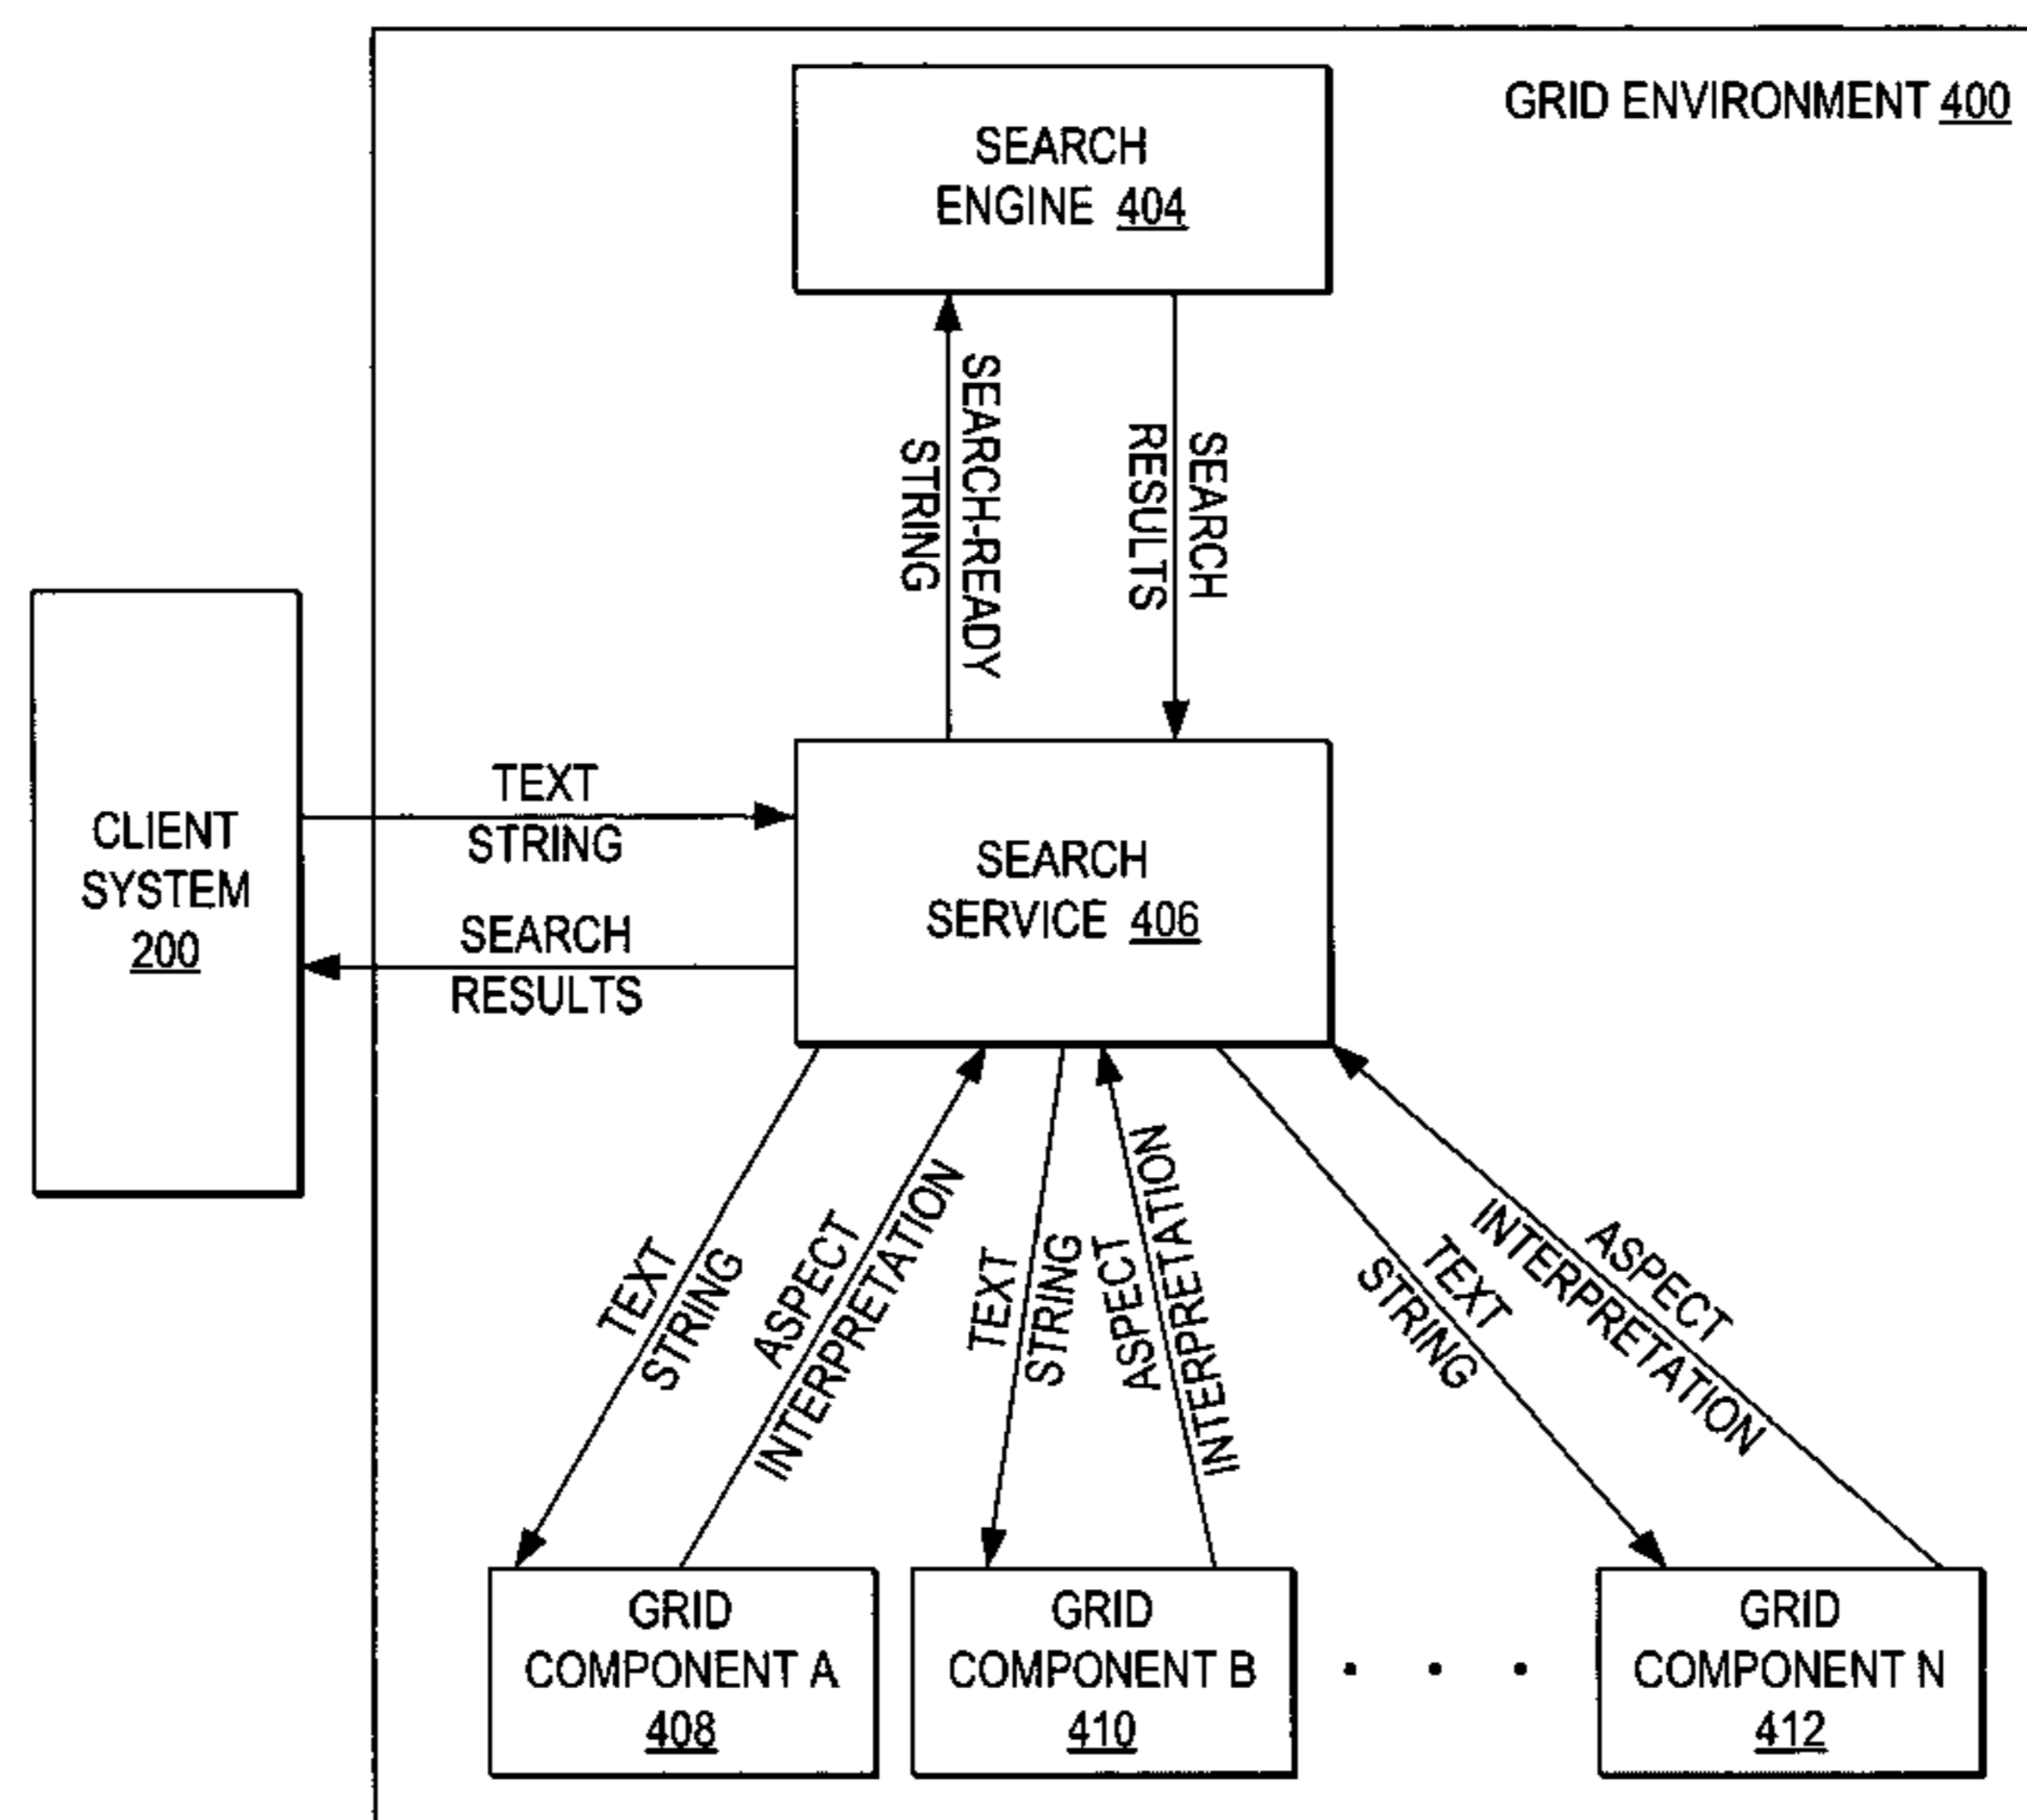 GRID ENVIRONMENT 400
SEARCH
ENGINE 404
SEARCH-READY
STRING
SEARCH
RESULTS
CLIENT
SYSTEM
200
TEXT
STRING
SEARCH
RESULTS
SEARCH
SERVICE 406
TEXT
STRING
ASPECT
INTERPRETATION
TEXT
STRING
ASPECT
INTERPRETATION
TEXT
STRING
ASPECT
INTERPRETATION
GRID
COMPONENT A
408
GRID
COMPONENT B
410
. . .
GRID
COMPONENT N
412